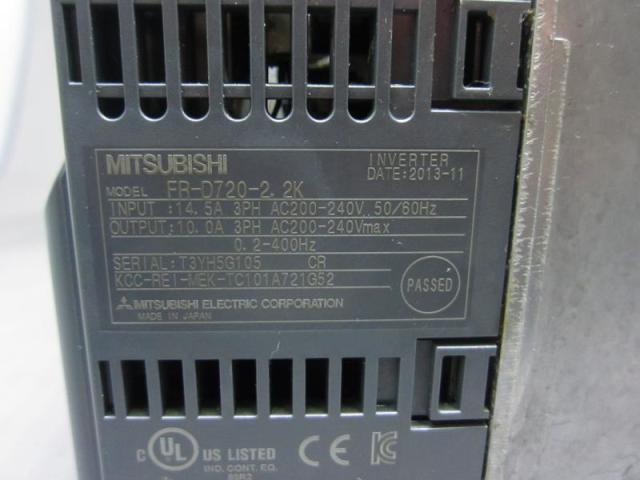 MITSUBISHI
INVERTER
DATE:2013-11
MODEL FR-D720-2.2K
INPUT :14.5A 3PH AC200-240V 50/60Hz
OUTPUT:10.0A 3PH AC200-240Vmax
0.2-400Hz
SERIAL:T3YH5G105 CR
KCC-REI-MEK-TC101A721G52
PASSED
MITSUBISHI ELECTRIC CORPORATION
MADE IN JAPAN
C UL US LISTED
IND. CONT. EQ.
CE